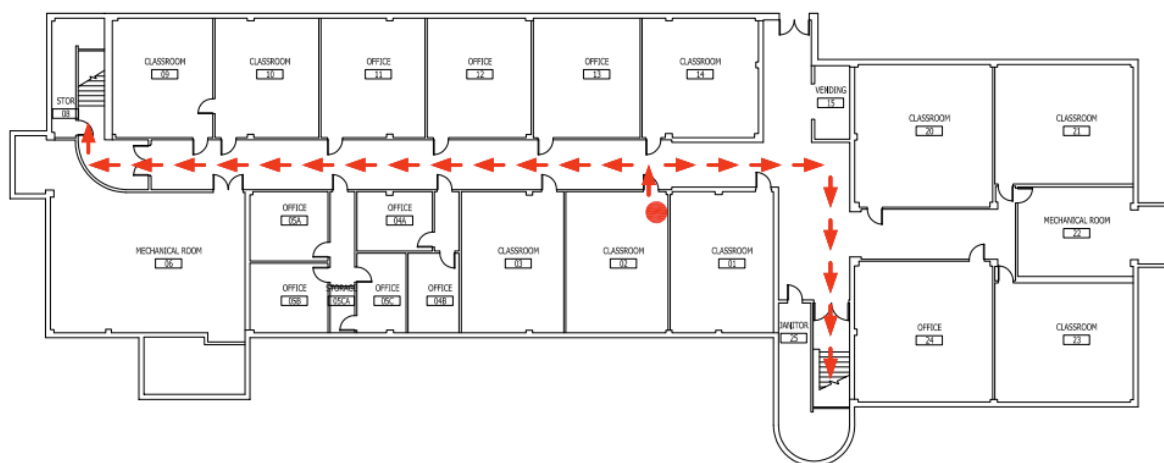 CLASSROOM
09
CLASSROOM
10
OFFICE
11
OFFICE
12
OFFICE
13
CLASSROOM
14
STOR
08
VENDING
15
CLASSROOM
20
CLASSROOM
21
MECHANICAL ROOM
06
OFFICE
05A
OFFICE
04A
OFFICE
05B
STORAGE
05CA
OFFICE
05C
OFFICE
04B
CLASSROOM
03
CLASSROOM
02
CLASSROOM
01
MECHANICAL ROOM
22
JANITOR
25
OFFICE
24
CLASSROOM
23